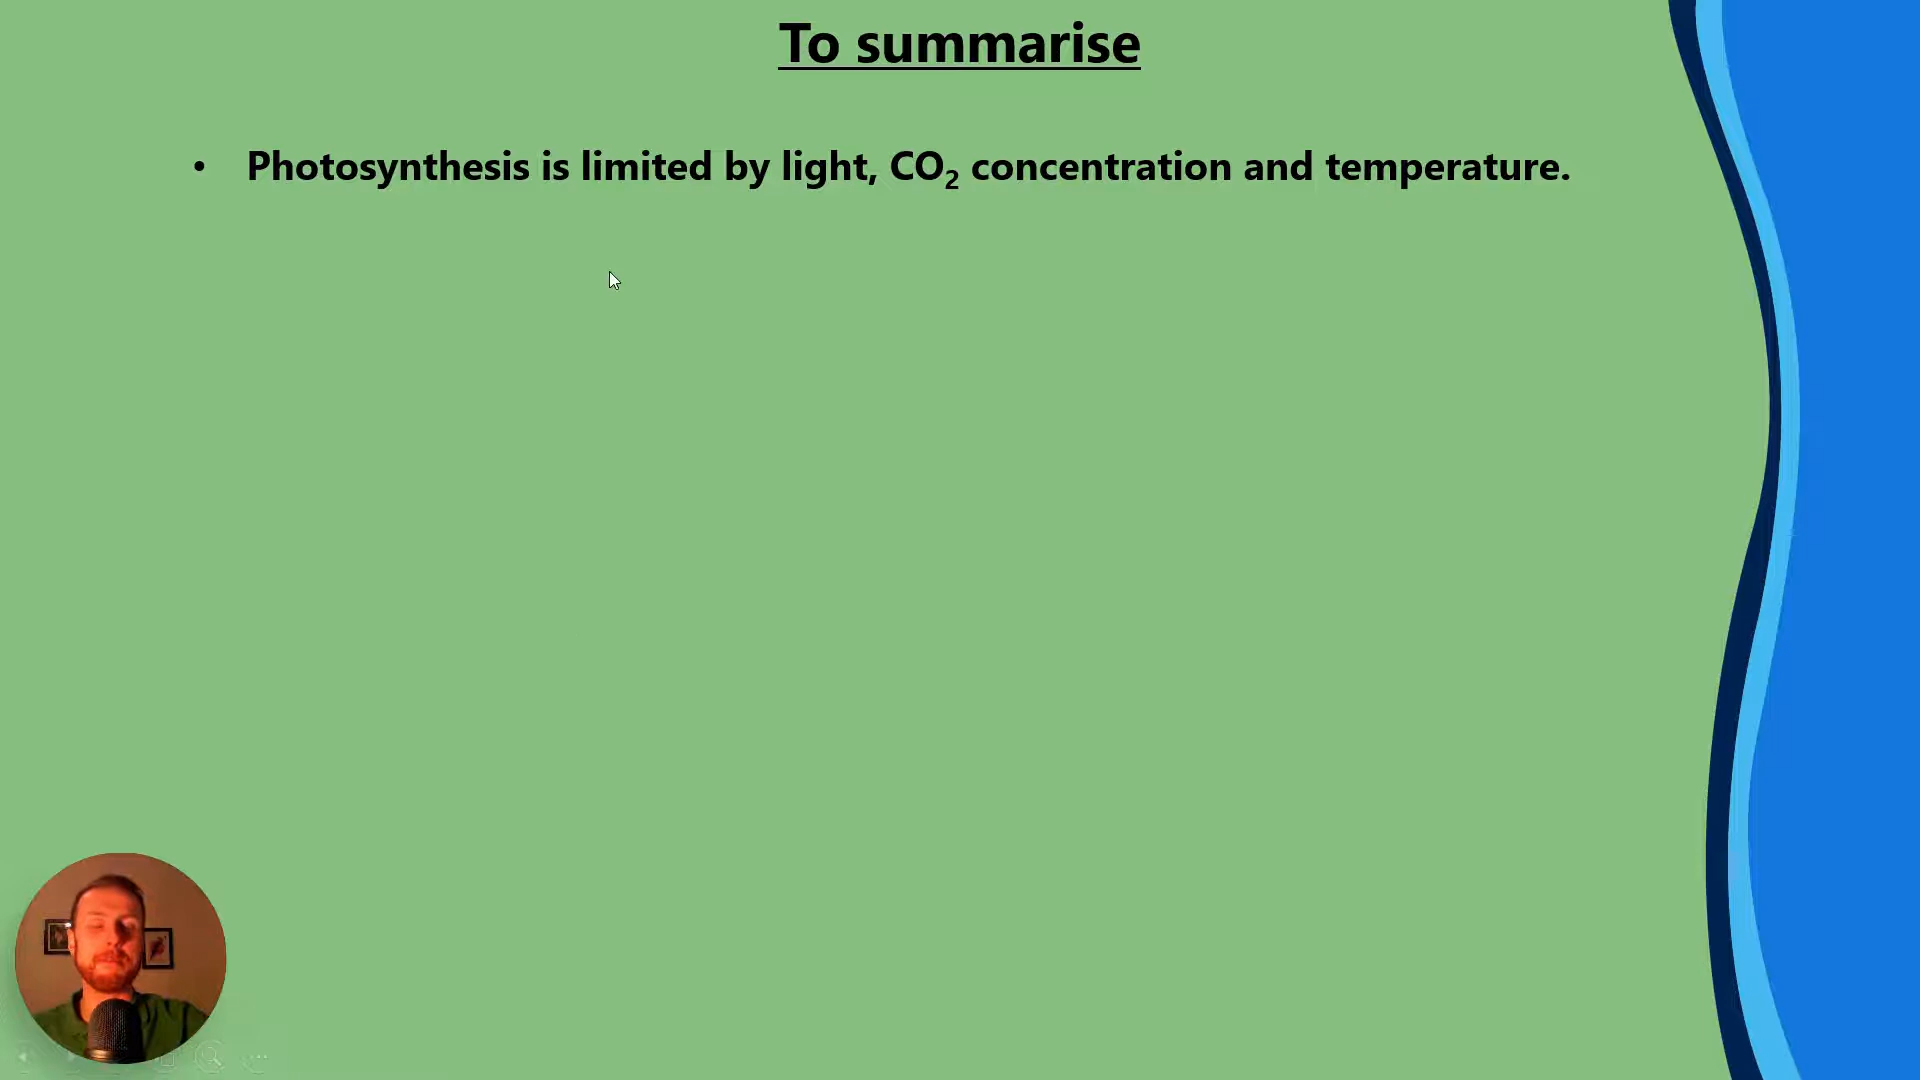 To summarise
• Photosynthesis is limited by light, CO₂ concentration and temperature.